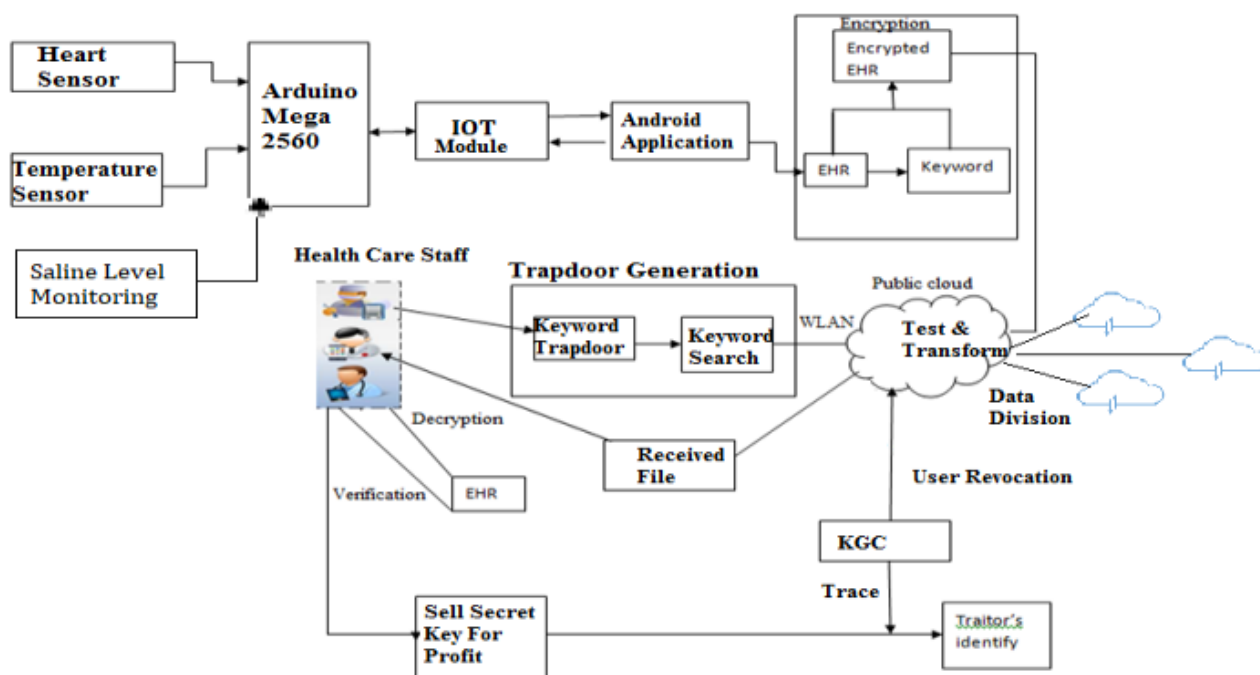 Heart
Sensor
Arduino
Mega
2560
Temperature
Sensor
Saline Level
Monitoring
IOT
Module
Android
Application
Encryption
Encrypted
EHR
EHR
Keyword
Health Care Staff
Trapdoor Generation
Keyword
Trapdoor
Keyword
Search
WLAN
Public cloud
Test &
Transform
Data
Division
Decryption
Verification
EHR
Received
File
User Revocation
KGC
Trace
Sell Secret
Key For
Profit
Traitor's
identify